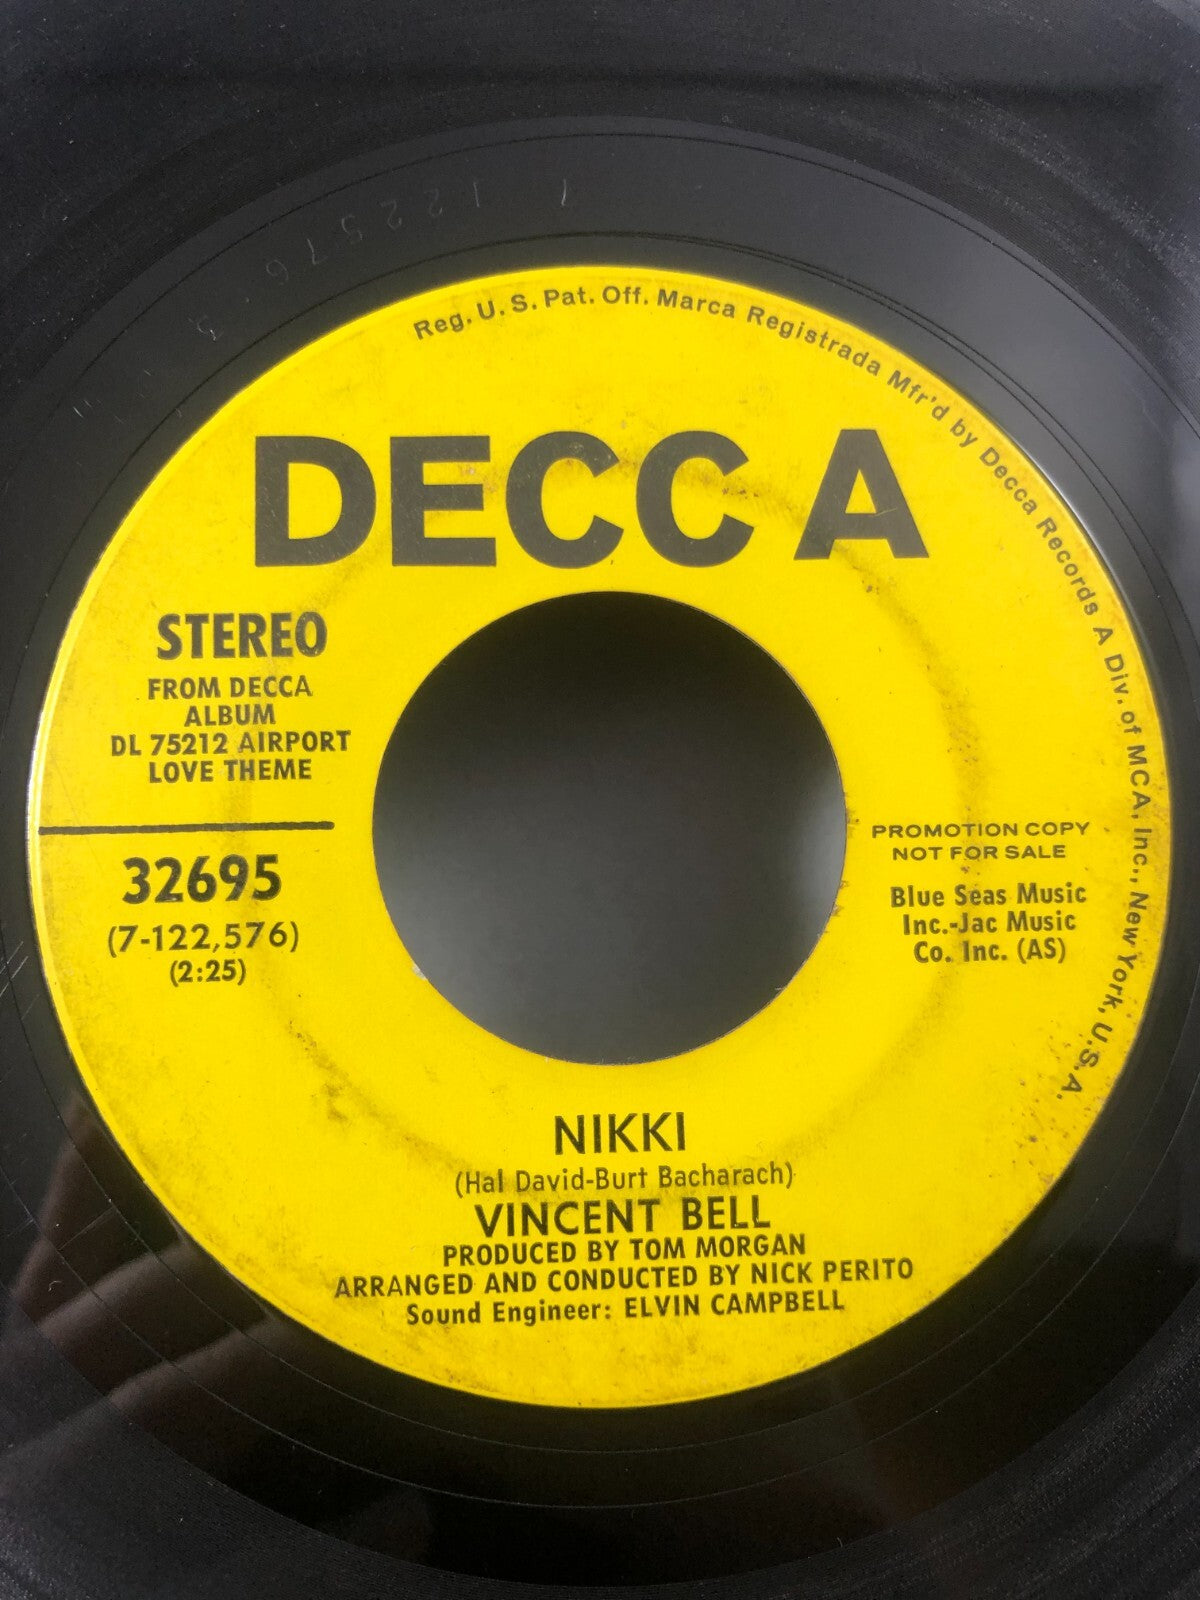 Reg. U. S. Pat. Off. Marca Registrada Mfr'd by Decca Records A Div. of MCA, Inc., New York, U.S.A.
DECCA
STEREO
FROM DECCA
ALBUM
DL 75212 AIRPORT
LOVE THEME
32695
(7-122,576)
(2:25)
PROMOTION COPY
NOT FOR SALE
Blue Seas Music
Inc.-Jac Music
Co. Inc. (AS)
NIKKI
(Hal David-Burt Bacharach)
VINCENT BELL
PRODUCED BY TOM MORGAN
ARRANGED AND CONDUCTED BY NICK PERITO
Sound Engineer: ELVIN CAMPBELL